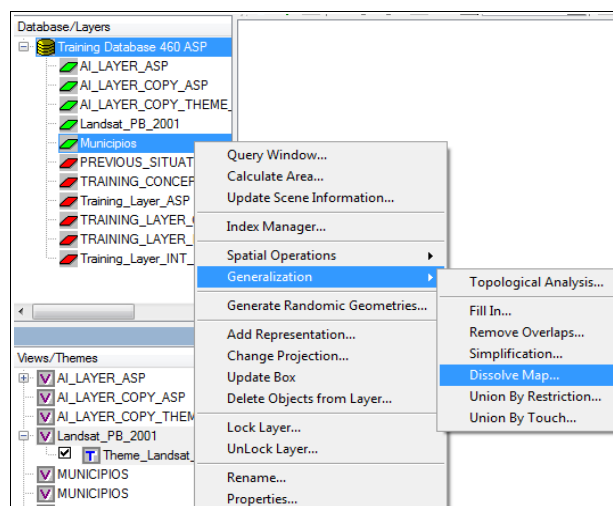 Database/Layers
Training Database 460 ASP
AI_LAYER_ASP
AI_LAYER_COPY_ASP
AI_LAYER_COPY_THEME_
Landsat_PB_2001
Municipios
PREVIOUS_SITUAT
TRAINING_CONCEP
Training_Layer_ASP
TRAINING_LAYER_
TRAINING_LAYER_
Training_Layer_INT_
Query Window...
Calculate Area...
Update Scene Information...
Index Manager...
Spatial Operations
Generalization
Generate Randomic Geometries...
Add Representation...
Change Projection...
Update Box
Delete Objects from Layer...
Lock Layer...
UnLock Layer...
Rename...
Properties...
Topological Analysis...
Fill In...
Remove Overlaps...
Simplification...
Dissolve Map...
Union By Restriction...
Union By Touch...
Views/Themes
V AI_LAYER_ASP
V AI_LAYER_COPY_ASP
V AI_LAYER_COPY_THEM
V Landsat_PB_2001
T Theme_Landsat_
V MUNICIPIOS
V MUNICIPIOS